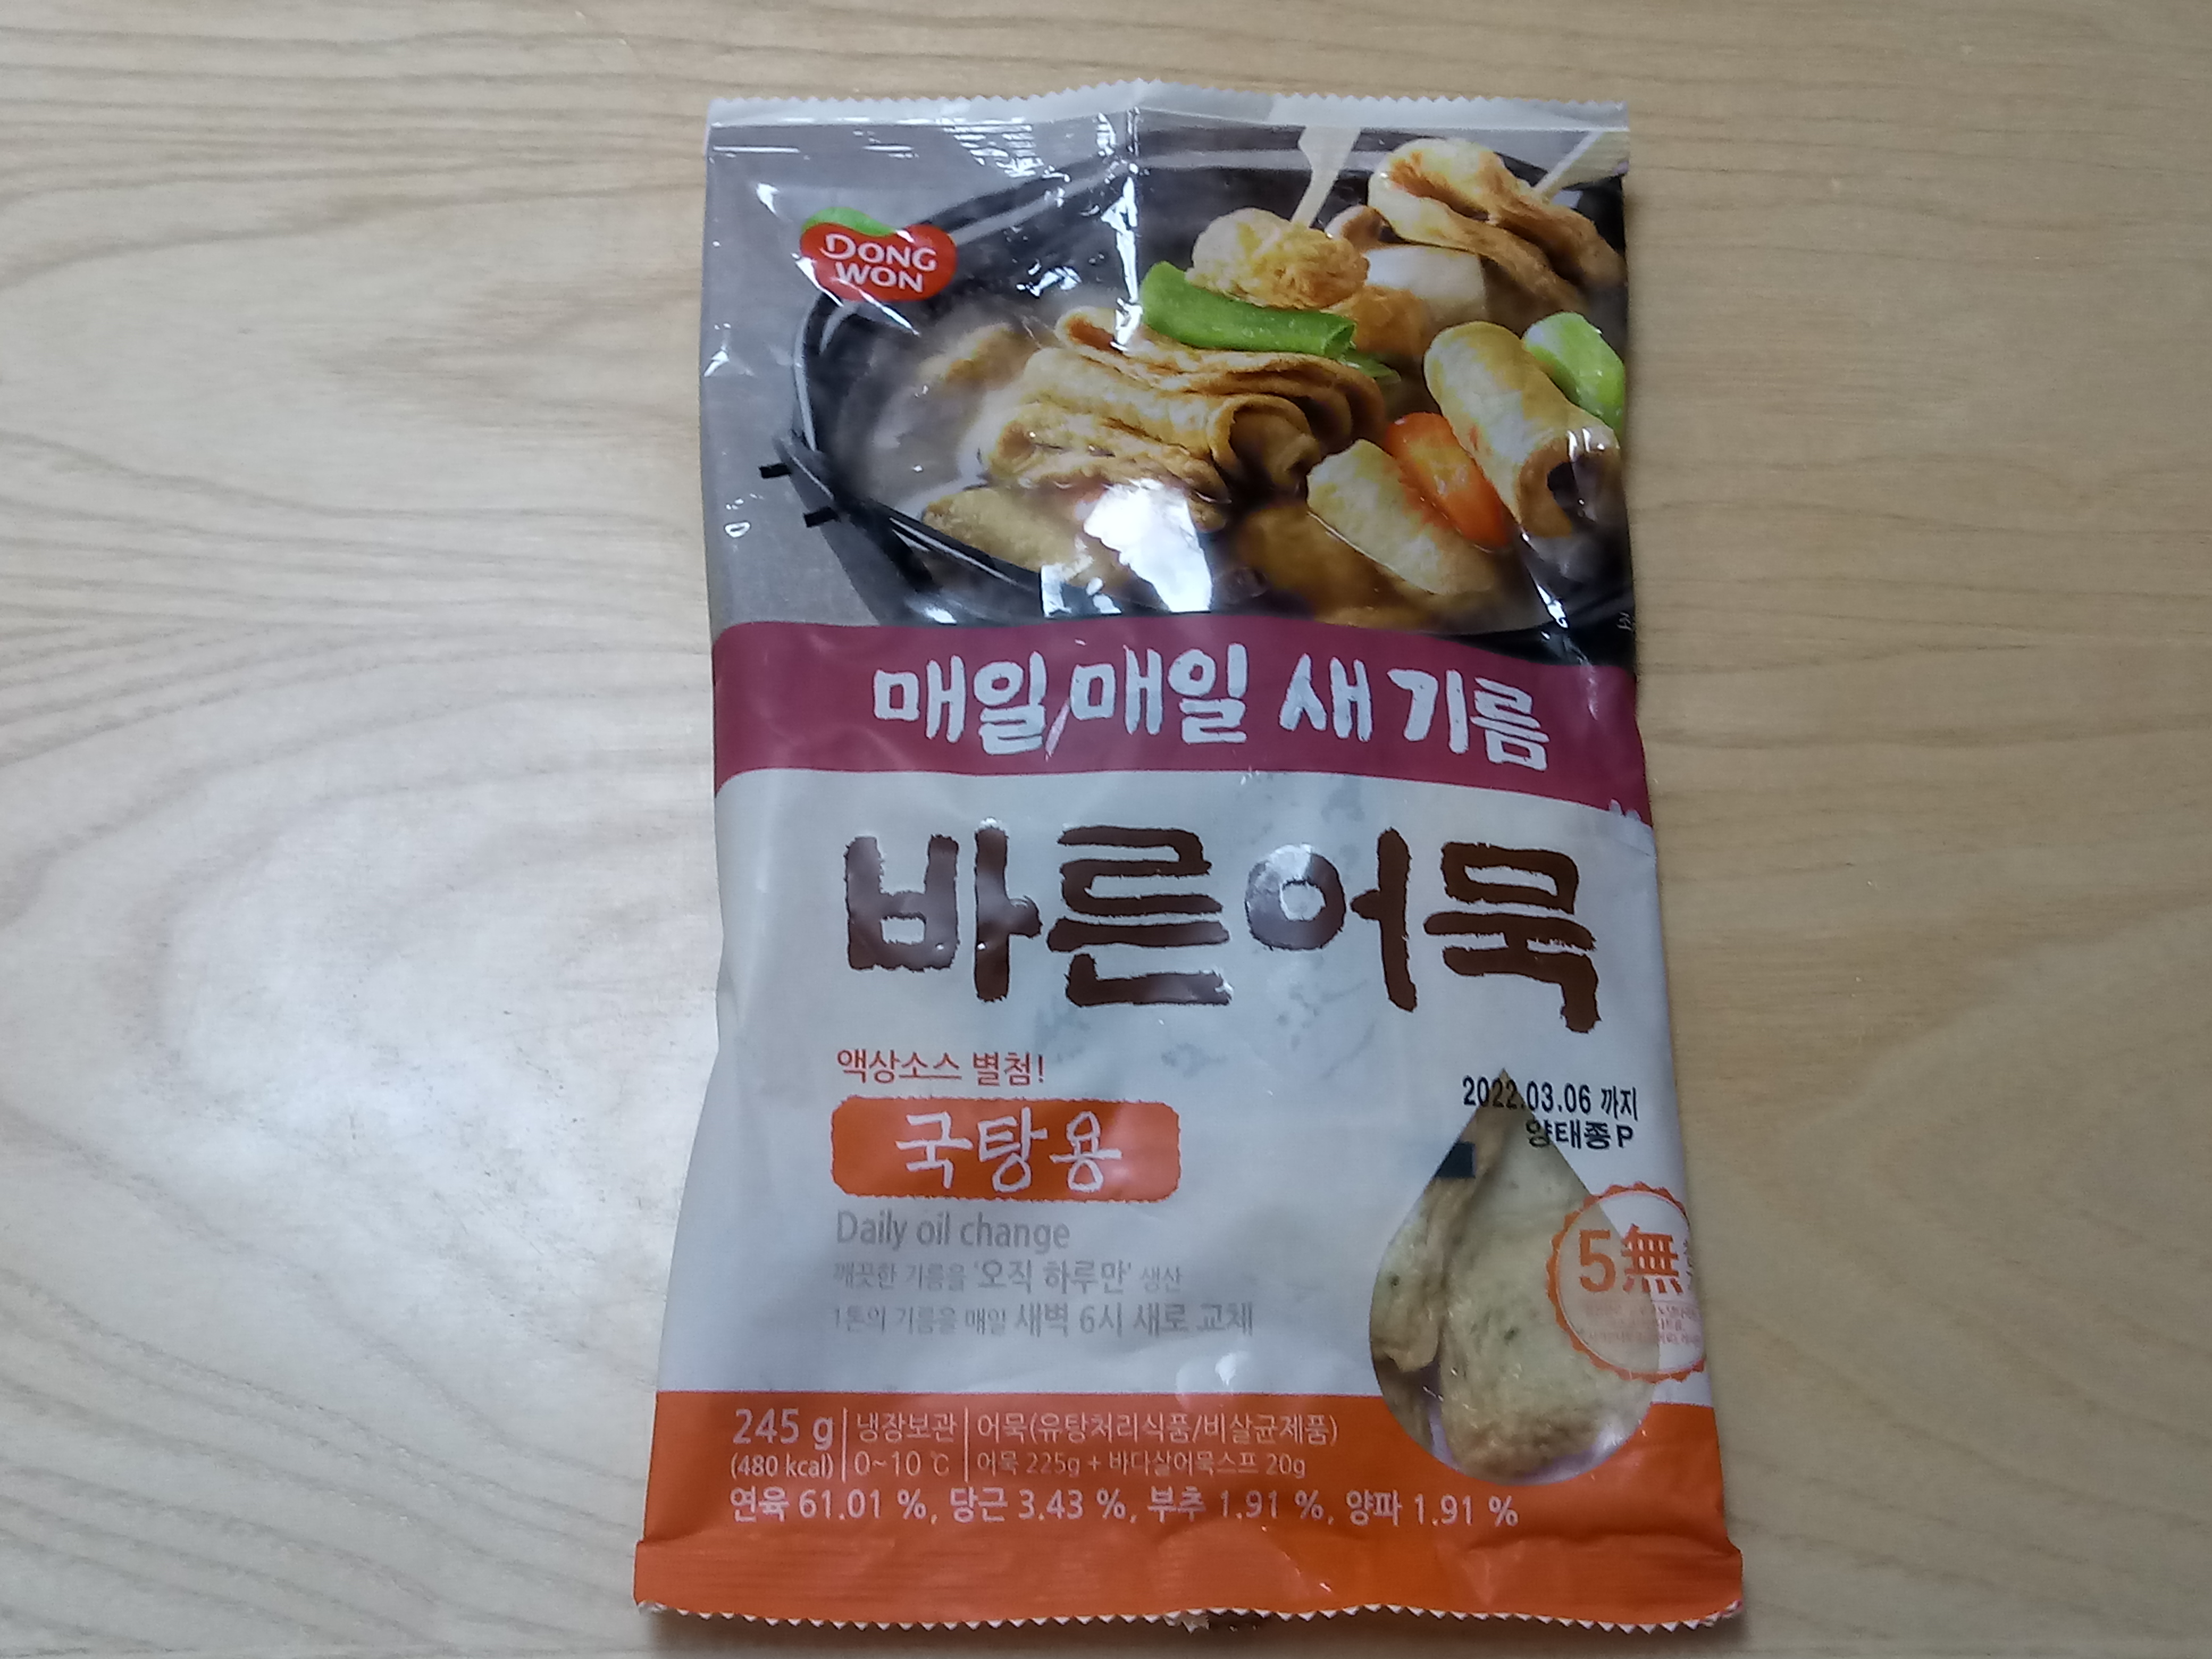 DONG
WON
매일매일 새 기름
바른어묵
액상소스 별첨!
국탕용
2022.03.06 까지
양태종P
Daily oil change
깨끗한 기름을 '오직 하루만' 생산
1톤의 기름을 매일 새벽 6시 새로 교체
5無
245 g
(480 kcal)
냉장보관
0~10 ℃
어묵(유탕처리식품/비살균제품)
어묵 225g + 바다살어묵스프 20g
연육 61.01 %, 당근 3.43 %, 부추 1.91 %, 양파 1.91 %